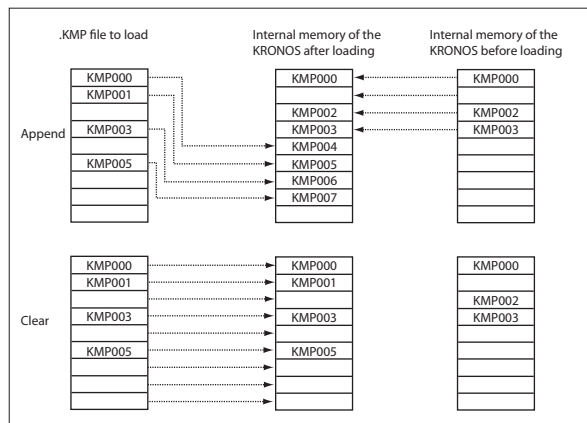 .KMP file to load
Internal memory of the
KRONOS after loading
Internal memory of the
KRONOS before loading
Append
KMP000
KMP001
KMP003
KMP005
KMP000
KMP002
KMP003
KMP004
KMP005
KMP006
KMP007
KMP000
KMP002
KMP003
Clear
KMP000
KMP001
KMP003
KMP005
KMP000
KMP001
KMP003
KMP005
KMP000
KMP002
KMP003